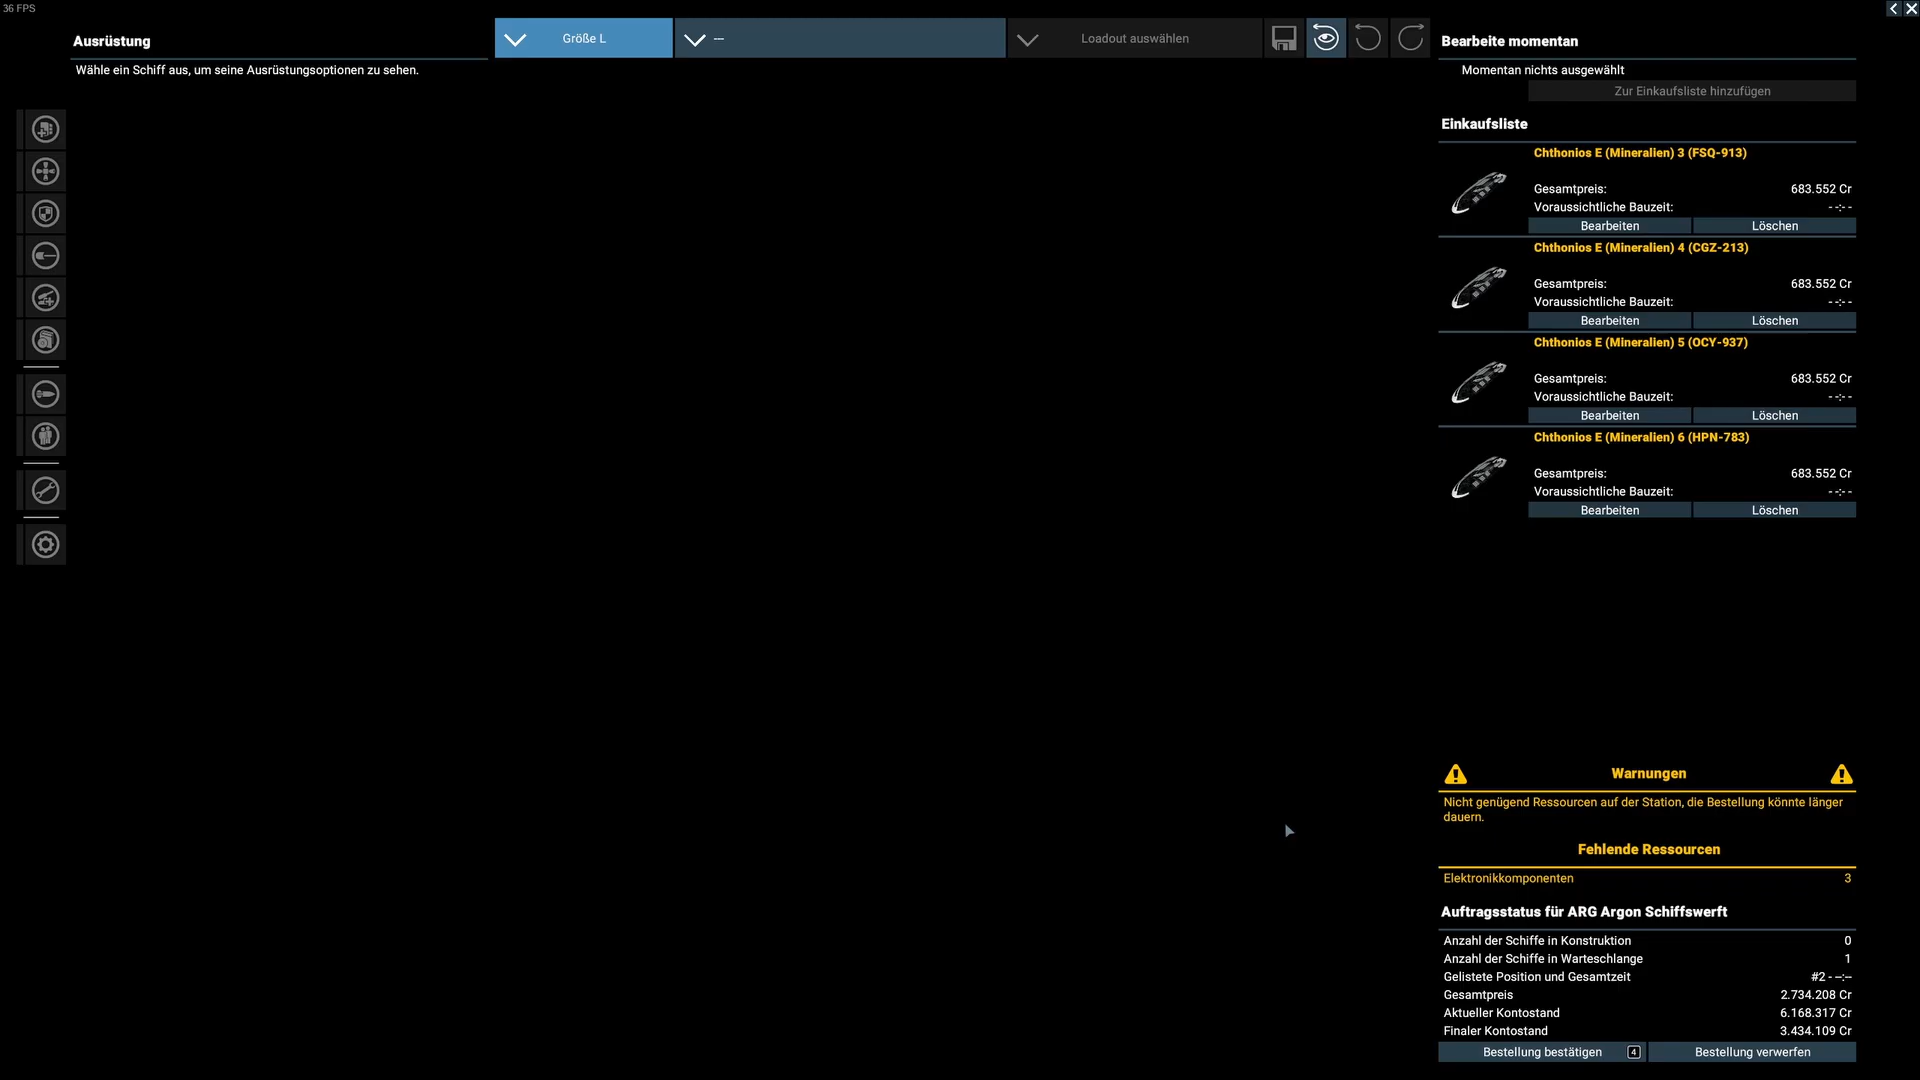 36 FPS
Ausrüstung
Wähle ein Schiff aus, um seine Ausrüstungsoptionen zu sehen.
Größe L
---
Loadout auswählen
Bearbeite momentan
Momentan nichts ausgewählt
Zur Einkaufsliste hinzufügen
Einkaufsliste
Chthonios E (Mineralien) 3 (FSQ-913)
Gesamtpreis: 683.552 Cr
Voraussichtliche Bauzeit: --:--
Bearbeiten Löschen
Chthonios E (Mineralien) 4 (CGZ-213)
Gesamtpreis: 683.552 Cr
Voraussichtliche Bauzeit: --:--
Bearbeiten Löschen
Chthonios E (Mineralien) 5 (OCY-937)
Gesamtpreis: 683.552 Cr
Voraussichtliche Bauzeit: --:--
Bearbeiten Löschen
Chthonios E (Mineralien) 6 (HPN-783)
Gesamtpreis: 683.552 Cr
Voraussichtliche Bauzeit: --:--
Bearbeiten Löschen
Warnungen
Nicht genügend Ressourcen auf der Station, die Bestellung könnte länger
dauern.
Fehlende Ressourcen
Elektronikkomponenten 3
Auftragsstatus für ARG Argon Schiffswerft
Anzahl der Schiffe in Konstruktion 0
Anzahl der Schiffe in Warteschlange 1
Gelistete Position und Gesamtzeit #2 - --:--
Gesamtpreis 2.734.208 Cr
Aktueller Kontostand 6.168.317 Cr
Finaler Kontostand 3.434.109 Cr
Bestellung bestätigen 4 Bestellung verwerfen